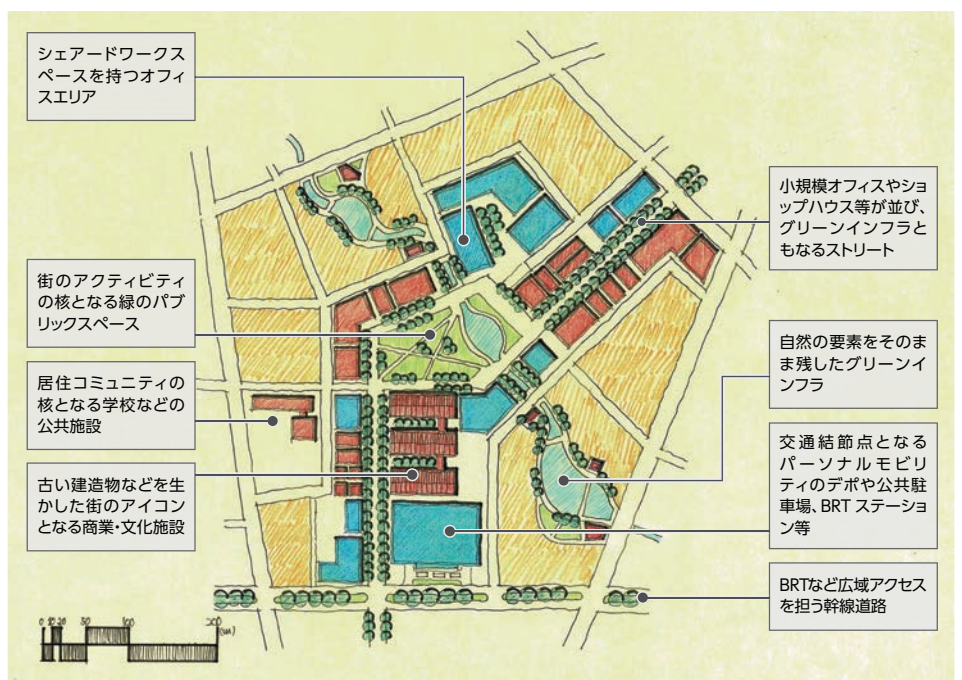 シェアードワークス
ペースを持つオフィ
スエリア
街のアクティビティ
の核となる緑のパブ
リックスペース
居住コミュニティの
核となる学校などの
公共施設
古い建造物などを生
かした街のアイコン
となる商業・文化施設
小規模オフィスやショ
ップハウス等が並び、
グリーンインフラと
もなるストリート
自然の要素をそのま
ま残したグリーンイ
ンフラ
交通結節点となる
パーソナルモビリ
ティのデポや公共駐
車場、BRT ステーショ
ン等
BRTなど広域アクセス
を担う幹線道路
0 10 20 50 100 200 (m)